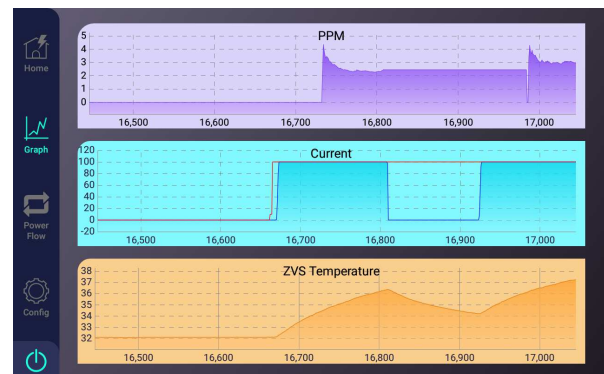 Home
Graph
Power
Flow
Config
PPM
5
4
3
2
1
0
16,500 16,600 16,700 16,800 16,900 17,000
Current
120
100
80
60
40
20
0
-20
16,500 16,600 16,700 16,800 16,900 17,000
ZVS Temperature
38
37
36
35
34
33
32
16,500 16,600 16,700 16,800 16,900 17,000